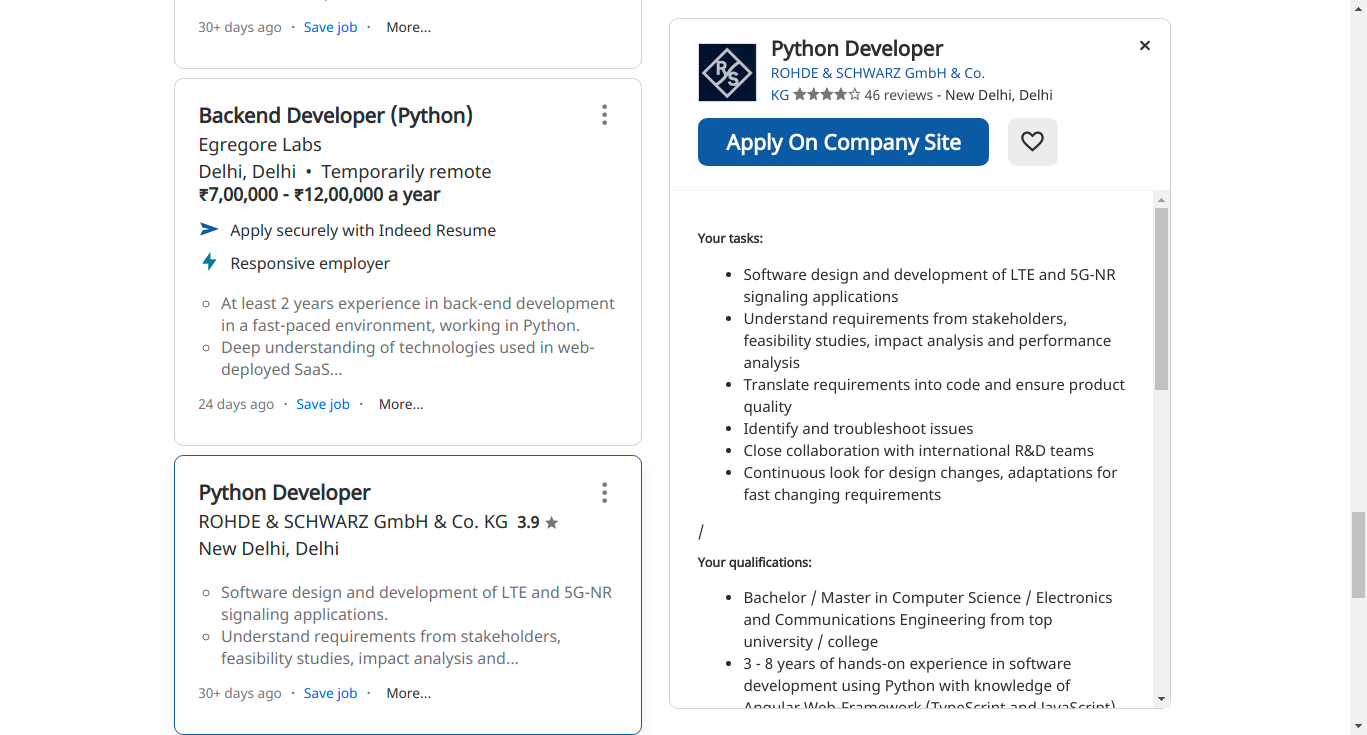 30+ days ago · Save job · More...
Backend Developer (Python)
Egregore Labs
Delhi, Delhi • Temporarily remote
₹7,00,000 - ₹12,00,000 a year
Apply securely with Indeed Resume
Responsive employer
At least 2 years experience in back-end development
in a fast-paced environment, working in Python.
Deep understanding of technologies used in web-
deployed SaaS...
24 days ago · Save job · More...
Python Developer
ROHDE & SCHWARZ GmbH & Co. KG 3.9 ★
New Delhi, Delhi
Software design and development of LTE and 5G-NR
signaling applications.
Understand requirements from stakeholders,
feasibility studies, impact analysis and...
30+ days ago · Save job · More...
R S
Python Developer
ROHDE & SCHWARZ GmbH & Co.
KG ★★★★☆ 46 reviews - New Delhi, Delhi
Apply On Company Site
Your tasks:
• Software design and development of LTE and 5G-NR
signaling applications
• Understand requirements from stakeholders,
feasibility studies, impact analysis and performance
analysis
• Translate requirements into code and ensure product
quality
• Identify and troubleshoot issues
• Close collaboration with international R&D teams
• Continuous look for design changes, adaptations for
fast changing requirements
/
Your qualifications:
• Bachelor / Master in Computer Science / Electronics
and Communications Engineering from top
university / college
• 3 - 8 years of hands-on experience in software
development using Python with knowledge of
Angular Web-Framework (TypeScript and JavaScript)